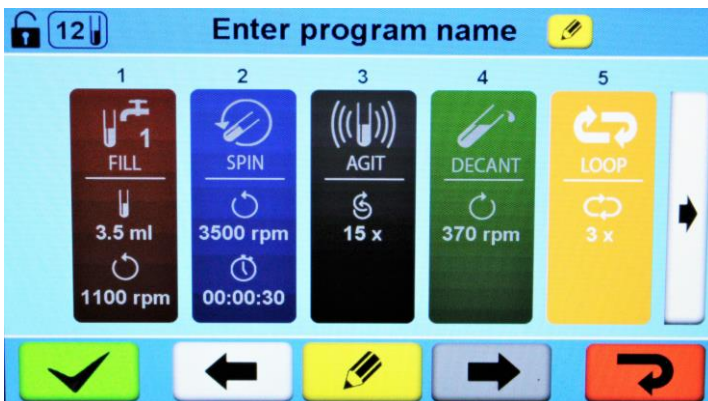 12
Enter program name
1 2 3 4 5
1
FILL SPIN AGIT DECANT LOOP
3.5 ml 3500 rpm 15 x 370 rpm 3 x
1100 rpm 00:00:30